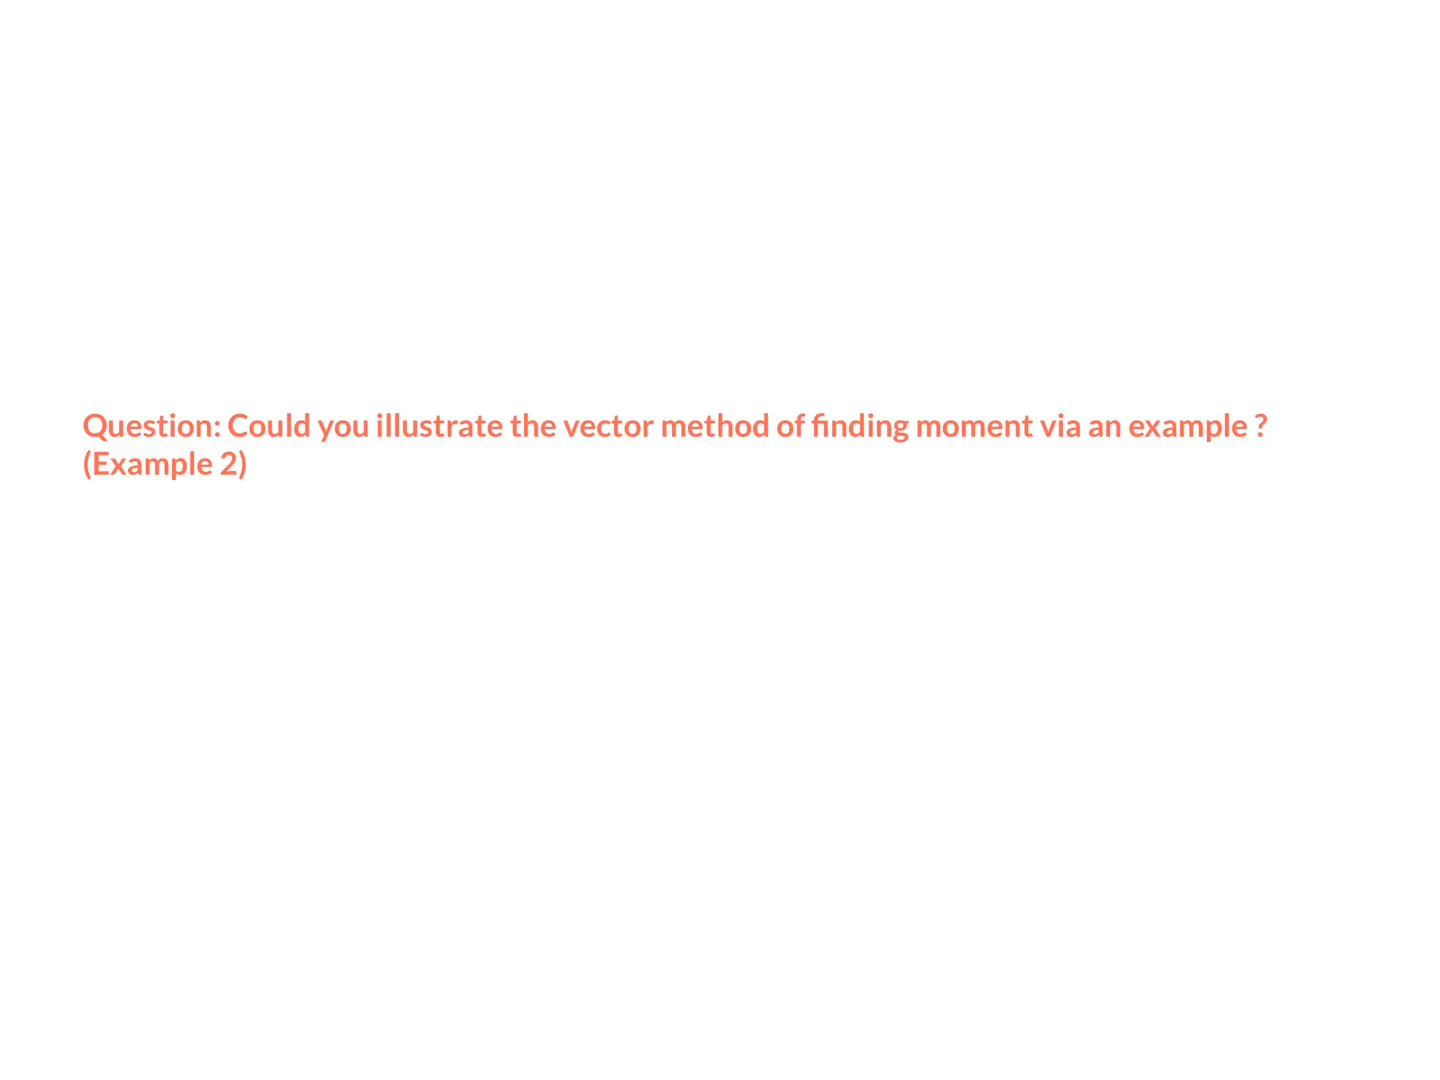 Question: Could you illustrate the vector method of finding moment via an example ?
(Example 2)